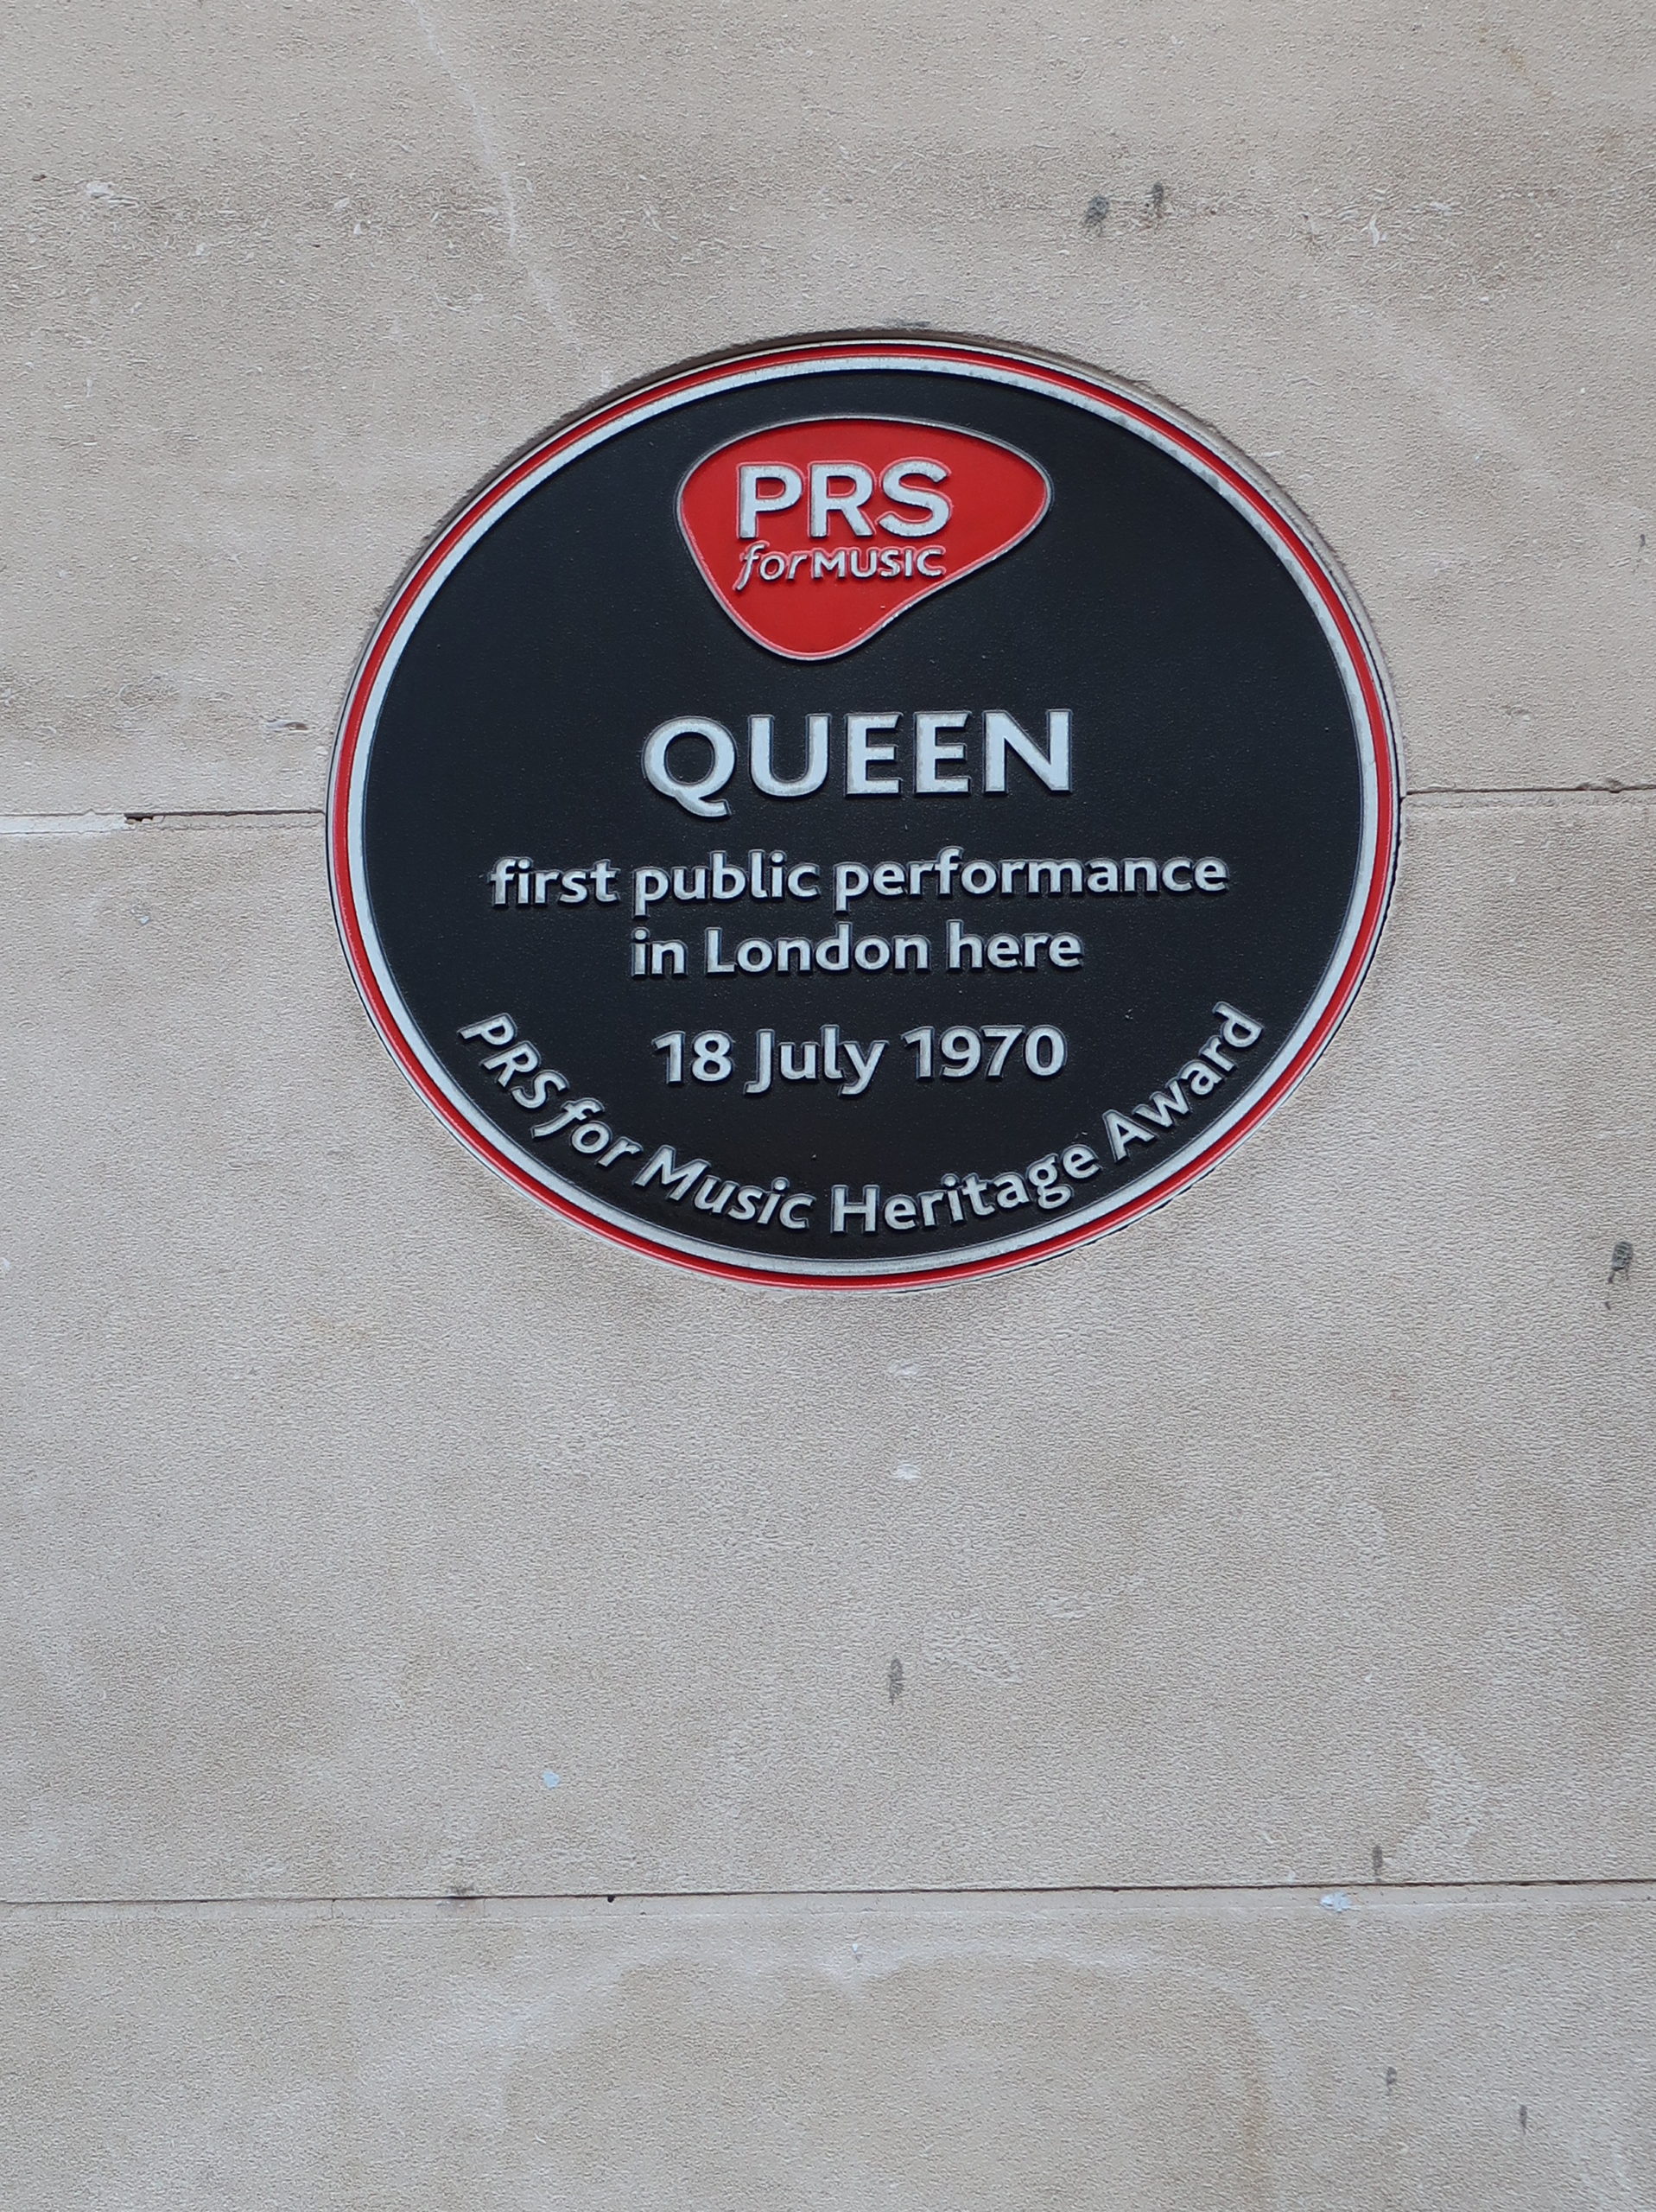 PRS
for MUSIC
QUEEN
first public performance
in London here
18 July 1970
PRS for Music Heritage Award